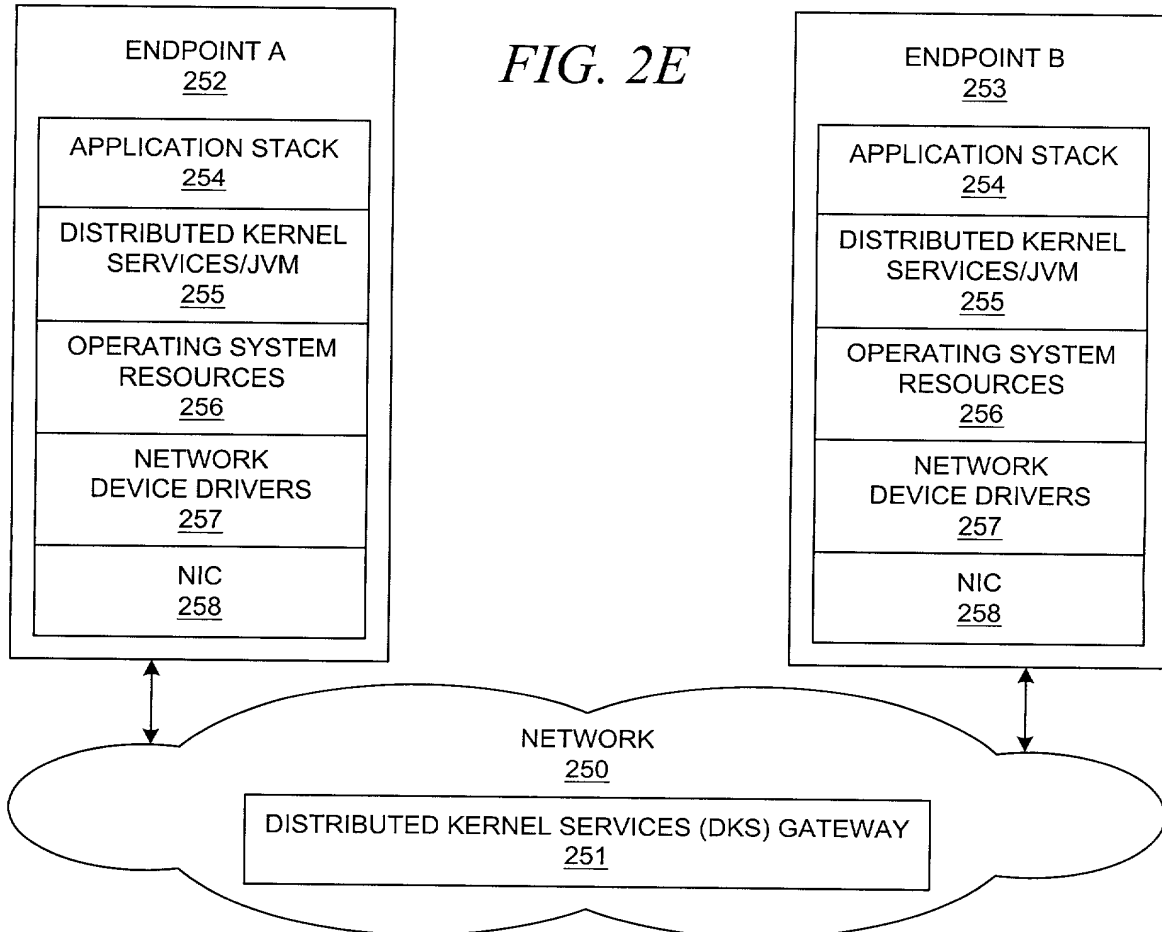 FIG. 2E
ENDPOINT A
252
APPLICATION STACK
254
DISTRIBUTED KERNEL
SERVICES/JVM
255
OPERATING SYSTEM
RESOURCES
256
NETWORK
DEVICE DRIVERS
257
NIC
258
ENDPOINT B
253
APPLICATION STACK
254
DISTRIBUTED KERNEL
SERVICES/JVM
255
OPERATING SYSTEM
RESOURCES
256
NETWORK
DEVICE DRIVERS
257
NIC
258
NETWORK
250
DISTRIBUTED KERNEL SERVICES (DKS) GATEWAY
251